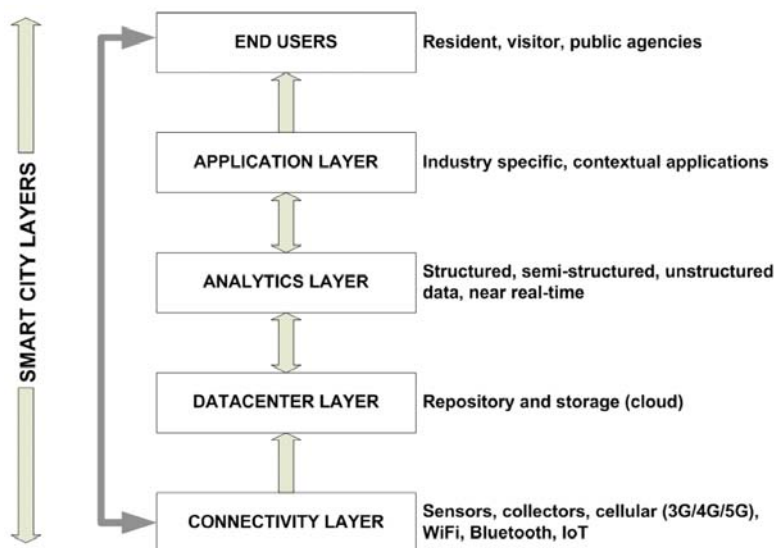 SMART CITY LAYERS
END USERS
Resident, visitor, public agencies
APPLICATION LAYER
Industry specific, contextual applications
ANALYTICS LAYER
Structured, semi-structured, unstructured
data, near real-time
DATACENTER LAYER
Repository and storage (cloud)
CONNECTIVITY LAYER
Sensors, collectors, cellular (3G/4G/5G),
WiFi, Bluetooth, IoT